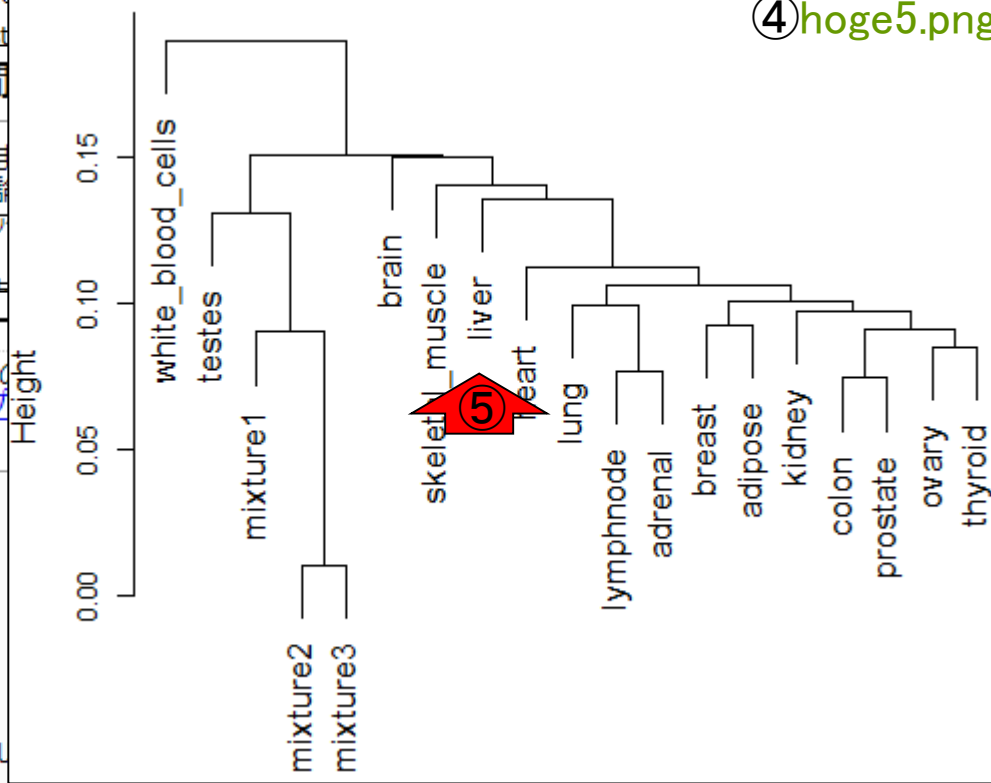 ④hoge5.png
Height
0.15
0.10
0.05
0.00
white_blood_cells
testes
mixture1
mixture2
mixture3
brain
skeletal_muscle
liver
⑤
heart
lung
lymphnode
adrenal
breast
adipose
kidney
colon
prostate
ovary
thyroid